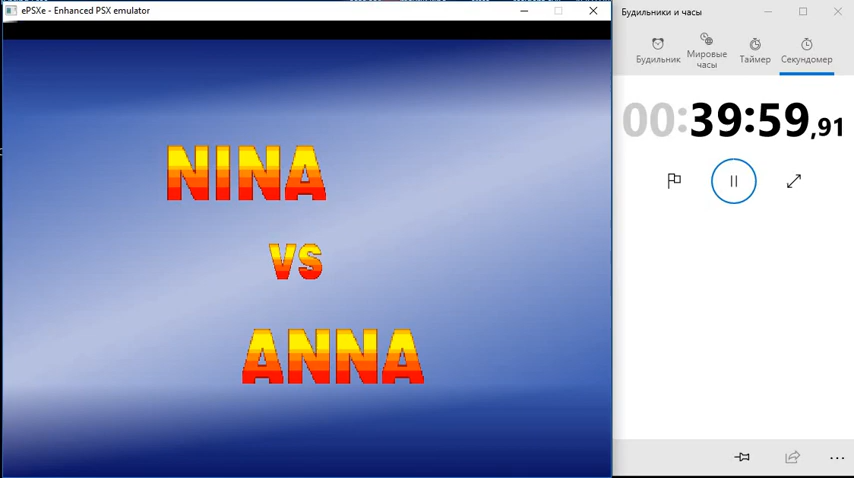 ePSXe - Enhanced PSX emulator
NINA
VS
ANNA
Будильники и часы
Будильник
Мировые
часы
Таймер
Секундомер
00:39:59,91